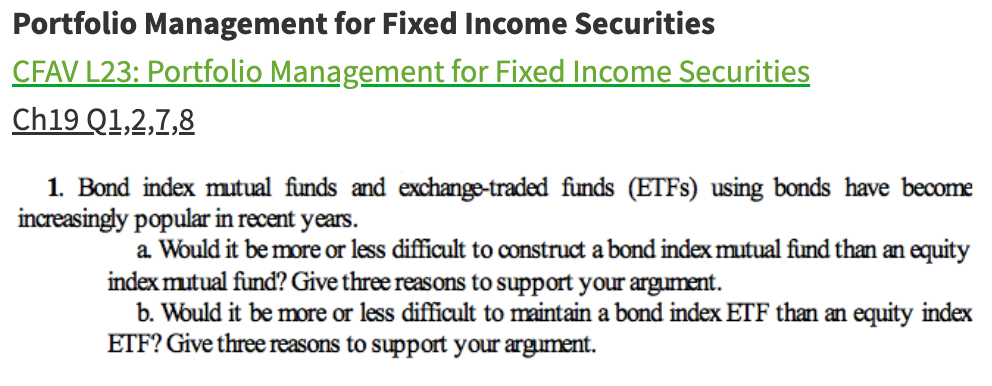 Portfolio Management for Fixed Income Securities
CFAV L23: Portfolio Management for Fixed Income Securities
Ch19 Q1,2,7,8
1. Bond index mutual funds and exchange-traded funds (ETFs) using bonds have become
increasingly popular in recent years.
a. Would it be more or less difficult to construct a bond index mutual fund than an equity
index mutual fund? Give three reasons to support your argument.
b. Would it be more or less difficult to maintain a bond index ETF than an equity index
ETF? Give three reasons to support your argument.